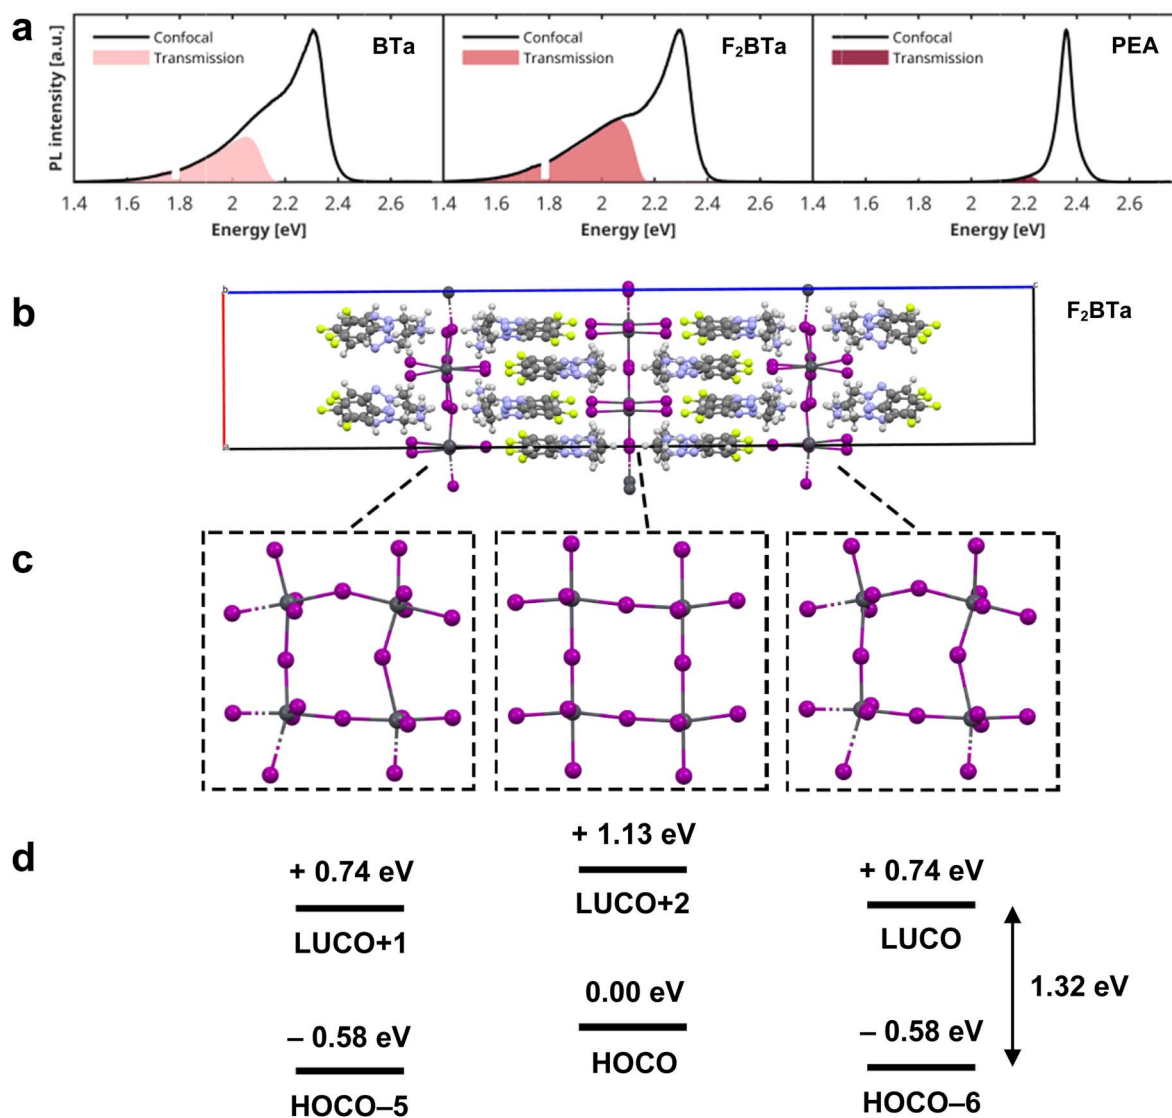 a
Confocal
Transmission
BTa
Confocal
Transmission
F₂BTa
Confocal
Transmission
PEA
PL intensity [a.u.]
1.4 1.6 1.8 2 2.2 2.4 1.4 1.6 1.8 2 2.2 2.4 1.4 1.6 1.8 2 2.2 2.4 2.6
Energy [eV] Energy [eV] Energy [eV]
b
b
c
a
F₂BTa
c
d
+ 0.74 eV
LUCO+1
– 0.58 eV
HOCO–5
+ 1.13 eV
LUCO+2
0.00 eV
HOCO
+ 0.74 eV
LUCO
– 0.58 eV
HOCO–6
1.32 eV